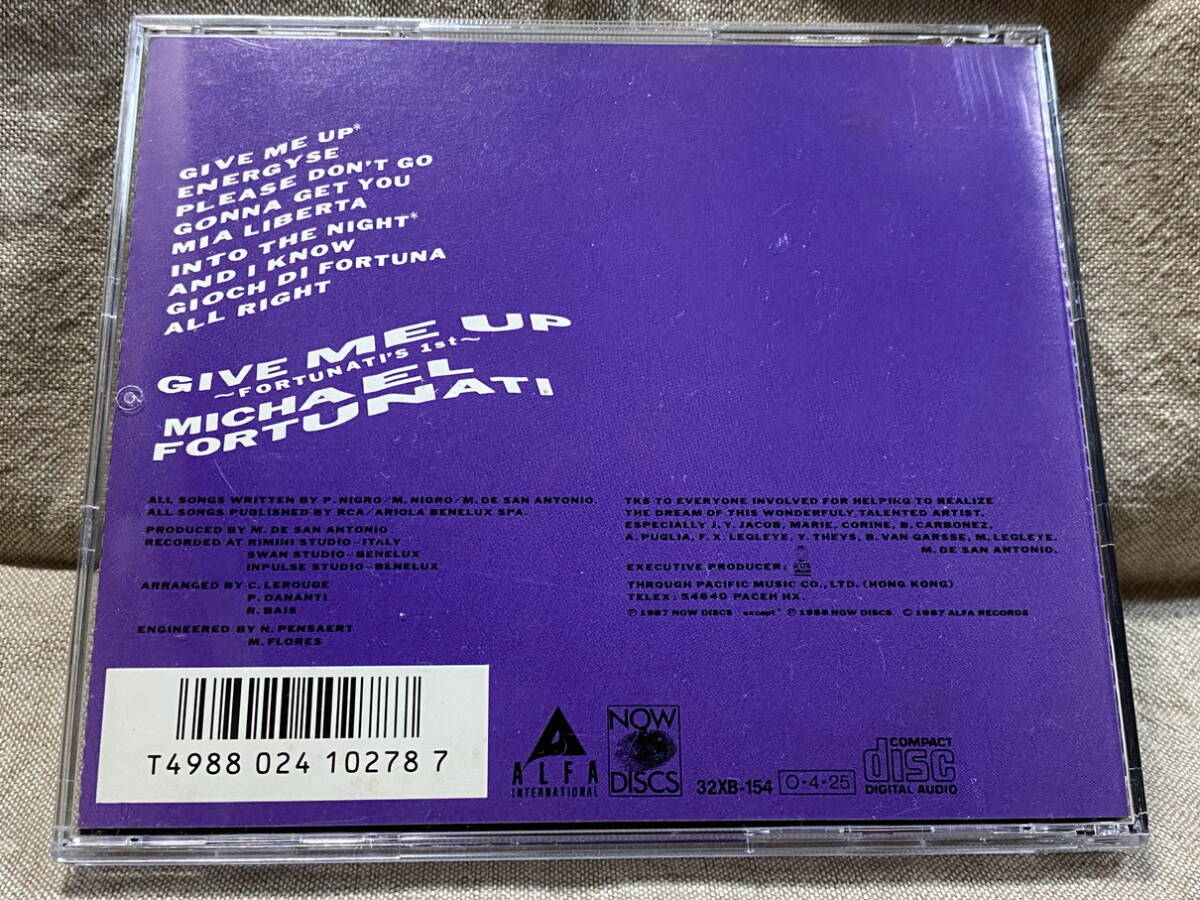 GIVE ME UP*
ENERGYSE
PLEASE DON'T GO
GONNA GET YOU
MIA LIBERTA
INTO THE NIGHT*
AND I KNOW
GIOCH DI FORTUNA
ALL RIGHT
GIVE ME UP
~FORTUNATI'S 1st~
MICHAEL
FORTUNATI
ALL SONGS WRITTEN BY P. NIGRO/M. NIGRO/M. DE SAN ANTONIO.
ALL SONGS PUBLISHED BY RCA/ARIOLA BENELUX SPA.
PRODUCED BY M. DE SAN ANTONIO
RECORDED AT RIMINI STUDIO-ITALY
SWAN STUDIO-BENELUX
INPULSE STUDIO-BENELUX
ARRANGED BY C. LEROUGE
P. DANANTI
R. BAIS
ENGINEERED BY N. PENSAERT
M. FLORES
TKS TO EVERYONE INVOLVED FOR HELPING TO REALIZE
THE DREAM OF THIS WONDERFULY TALENTED ARTIST,
ESPECIALLY J. Y. JACOB, MARIE, CORINE, B. CARBONEZ,
A. PUGLIA, F. X. LEGLEYE, Y. THEYS, B. VAN GARSSE, M. LEGLEYE.
M. DE SAN ANTONIO.
EXECUTIVE PRODUCER:
THROUGH PACIFIC MUSIC CO., LTD. (HONG KONG)
TELEX: 54640 PACEH HX.
Ⓟ 1987 NOW DISCS except* Ⓟ 1986 NOW DISCS © 1987 ALFA RECORDS
T4988 024 10278 7
ALFA
INTERNATIONAL
NOW
DISCS
32XB-154
O·4·25
COMPACT
disc
DIGITAL AUDIO